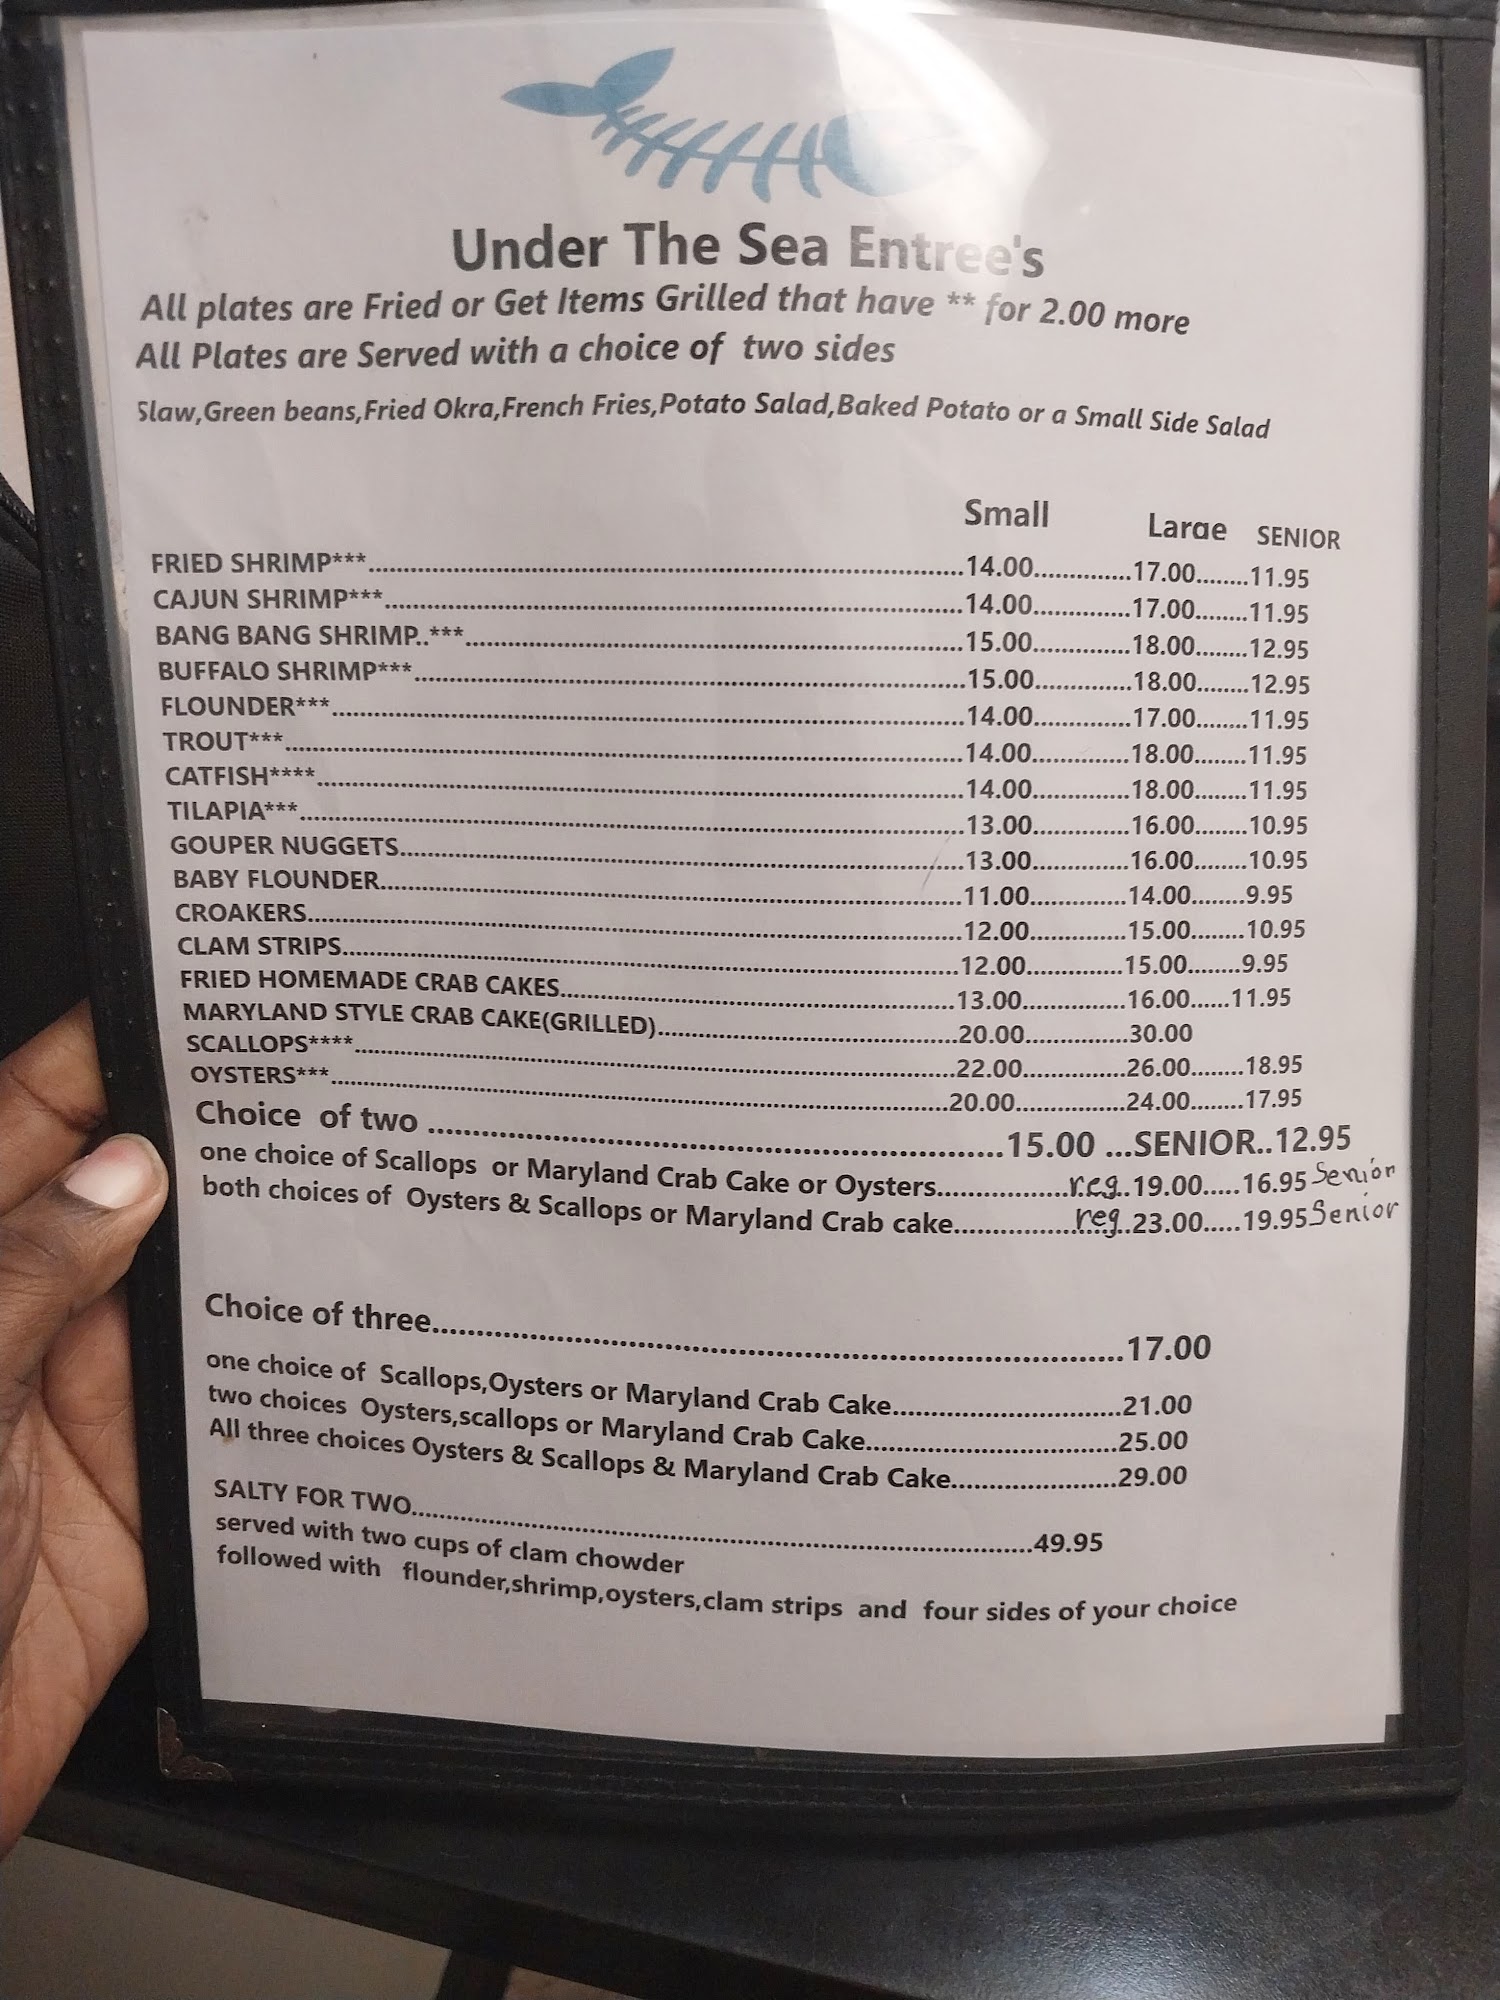 Under The Sea Entree's
All plates are Fried or Get Items Grilled that have ** for 2.00 more
All Plates are Served with a choice of two sides
Slaw,Green beans,Fried Okra,French Fries,Potato Salad,Baked Potato or a Small Side Salad
Small Large SENIOR
FRIED SHRIMP***..........14.00..........17.00........11.95
CAJUN SHRIMP***..........14.00..........17.00........11.95
BANG BANG SHRIMP..***..........15.00..........18.00........12.95
BUFFALO SHRIMP***..........15.00..........18.00........12.95
FLOUNDER***..........14.00..........17.00........11.95
TROUT***..........14.00..........18.00........11.95
CATFISH****..........14.00..........18.00........11.95
TILAPIA***..........13.00..........16.00........10.95
GOUPER NUGGETS..........13.00..........16.00........10.95
BABY FLOUNDER..........11.00..........14.00........9.95
CROAKERS..........12.00..........15.00........10.95
CLAM STRIPS..........12.00..........15.00........9.95
FRIED HOMEMADE CRAB CAKES..........13.00..........16.00......11.95
MARYLAND STYLE CRAB CAKE(GRILLED)..........20.00..........30.00
SCALLOPS****..........22.00..........26.00........18.95
OYSTERS***..........20.00..........24.00........17.95
Choice of two ..........15.00 ...SENIOR..12.95
one choice of Scallops or Maryland Crab Cake or Oysters..........reg..19.00.....16.95 Senior
both choices of Oysters & Scallops or Maryland Crab cake..........reg..23.00.....19.95 Senior
Choice of three..........17.00
one choice of Scallops,Oysters or Maryland Crab Cake..........21.00
two choices Oysters,scallops or Maryland Crab Cake..........25.00
All three choices Oysters & Scallops & Maryland Crab Cake..........29.00
SALTY FOR TWO..........49.95
served with two cups of clam chowder
followed with flounder,shrimp,oysters,clam strips and four sides of your choice